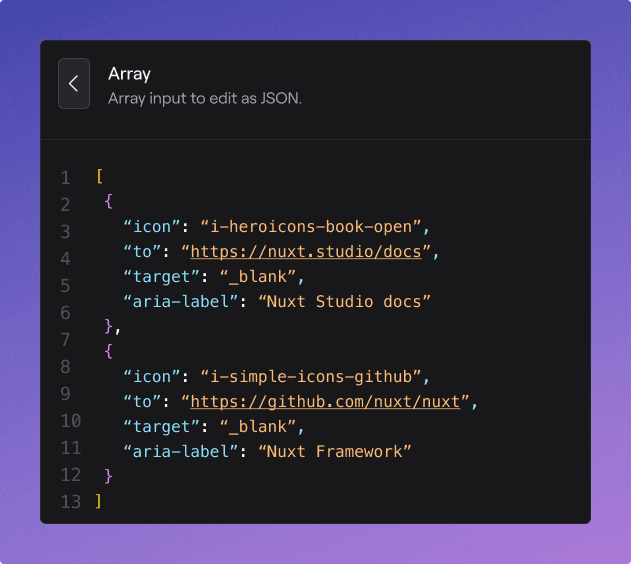 Array
Array input to edit as JSON.
1 [
2 {
3 “icon”: “i-heroicons-book-open”,
4 “to”: “https://nuxt.studio/docs”,
5 “target”: “_blank”,
6 “aria-label”: “Nuxt Studio docs”
7 },
8 {
9 “icon”: “i-simple-icons-github”,
10 “to”: “https://github.com/nuxt/nuxt”,
11 “target”: “_blank”,
12 “aria-label”: “Nuxt Framework”
13 }
]